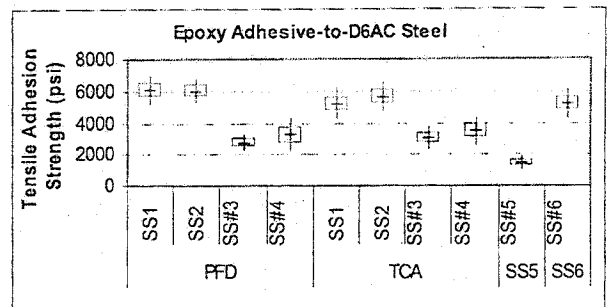 Epoxy Adhesive-to-D6AC Steel
Tensile Adhesion
Strength (psi)
8000
6000
4000
2000
0
SS1
SS2
SS#3
SS#4
SS1
SS2
SS#3
SS#4
SS#5
SS#6
PFD
TCA
SS5
SS6